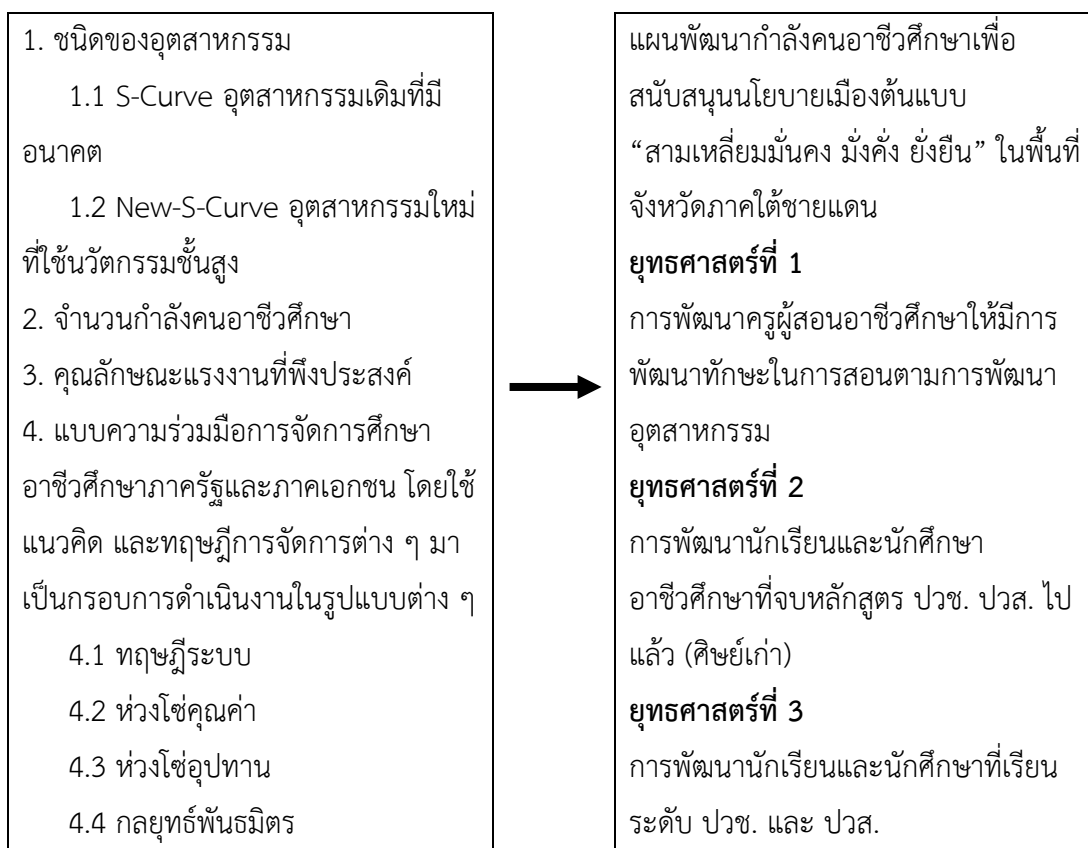 1. ชนิดของอุตสาหกรรม
1.1 S-Curve อุตสาหกรรมเดิมที่มี
อนาคต
1.2 New-S-Curve อุตสาหกรรมใหม่
ที่ใช้นวัตกรรมชั้นสูง
2. จำนวนกำลังคนอาชีวศึกษา
3. คุณลักษณะแรงงานที่พึงประสงค์
4. แบบความร่วมมือการจัดการศึกษา
อาชีวศึกษาภาครัฐและภาคเอกชน โดยใช้
แนวคิด และทฤษฎีการจัดการต่าง ๆ มา
เป็นกรอบการดำเนินงานในรูปแบบต่าง ๆ
4.1 ทฤษฎีระบบ
4.2 ห่วงโซ่คุณค่า
4.3 ห่วงโซ่อุปทาน
4.4 กลยุทธ์พันธมิตร
แผนพัฒนากำลังคนอาชีวศึกษาเพื่อ
สนับสนุนนโยบายเมืองต้นแบบ
“สามเหลี่ยมมั่นคง มั่งคั่ง ยั่งยืน” ในพื้นที่
จังหวัดภาคใต้ชายแดน
ยุทธศาสตร์ที่ 1
การพัฒนาครูผู้สอนอาชีวศึกษาให้มีการ
พัฒนาทักษะในการสอนตามการพัฒนา
อุตสาหกรรม
ยุทธศาสตร์ที่ 2
การพัฒนานักเรียนและนักศึกษา
อาชีวศึกษาที่จบหลักสูตร ปวช. ปวส. ไป
แล้ว (ศิษย์เก่า)
ยุทธศาสตร์ที่ 3
การพัฒนานักเรียนและนักศึกษาที่เรียน
ระดับ ปวช. และ ปวส.